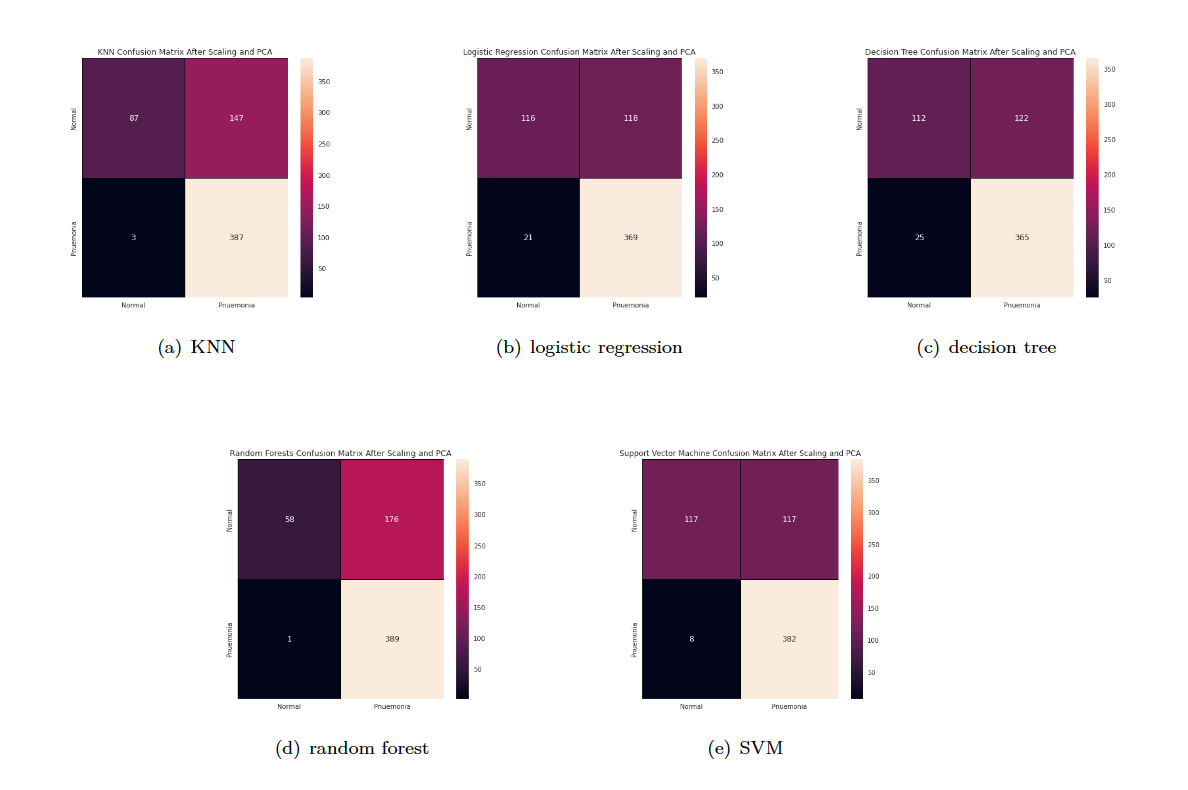 KNN Confusion Matrix After Scaling and PCA
Normal
87
147
Pnuemonia
3
387
Normal
Pnuemonia
350
300
250
200
150
100
50
(a) KNN
Logistic Regression Confusion Matrix After Scaling and PCA
Normal
116
118
Pnuemonia
21
369
Normal
Pnuemonia
350
300
250
200
150
100
50
(b) logistic regression
Decision Tree Confusion Matrix After Scaling and PCA
Normal
112
122
Pnuemonia
25
365
Normal
Pnuemonia
350
300
250
200
150
100
50
(c) decision tree
Random Forests Confusion Matrix After Scaling and PCA
Normal
58
176
Pnuemonia
1
389
Normal
Pnuemonia
350
300
250
200
150
100
50
(d) random forest
Support Vector Machine Confusion Matrix After Scaling and PCA
Normal
117
117
Pnuemonia
8
382
Normal
Pnuemonia
350
300
250
200
150
100
50
(e) SVM